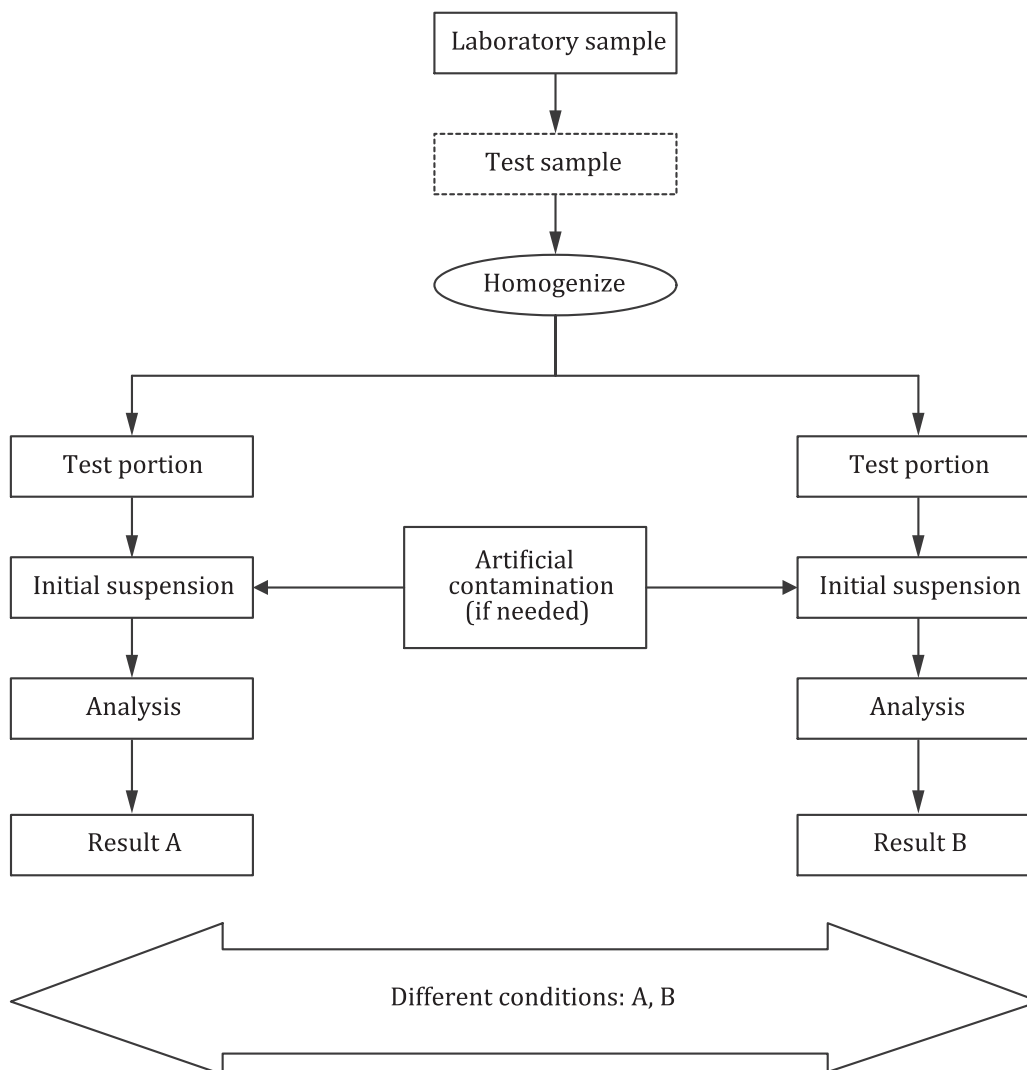 Laboratory sample
Test sample
Homogenize
Test portion
Test portion
Initial suspension
Artificial
contamination
(if needed)
Initial suspension
Analysis
Analysis
Result A
Result B
Different conditions: A, B